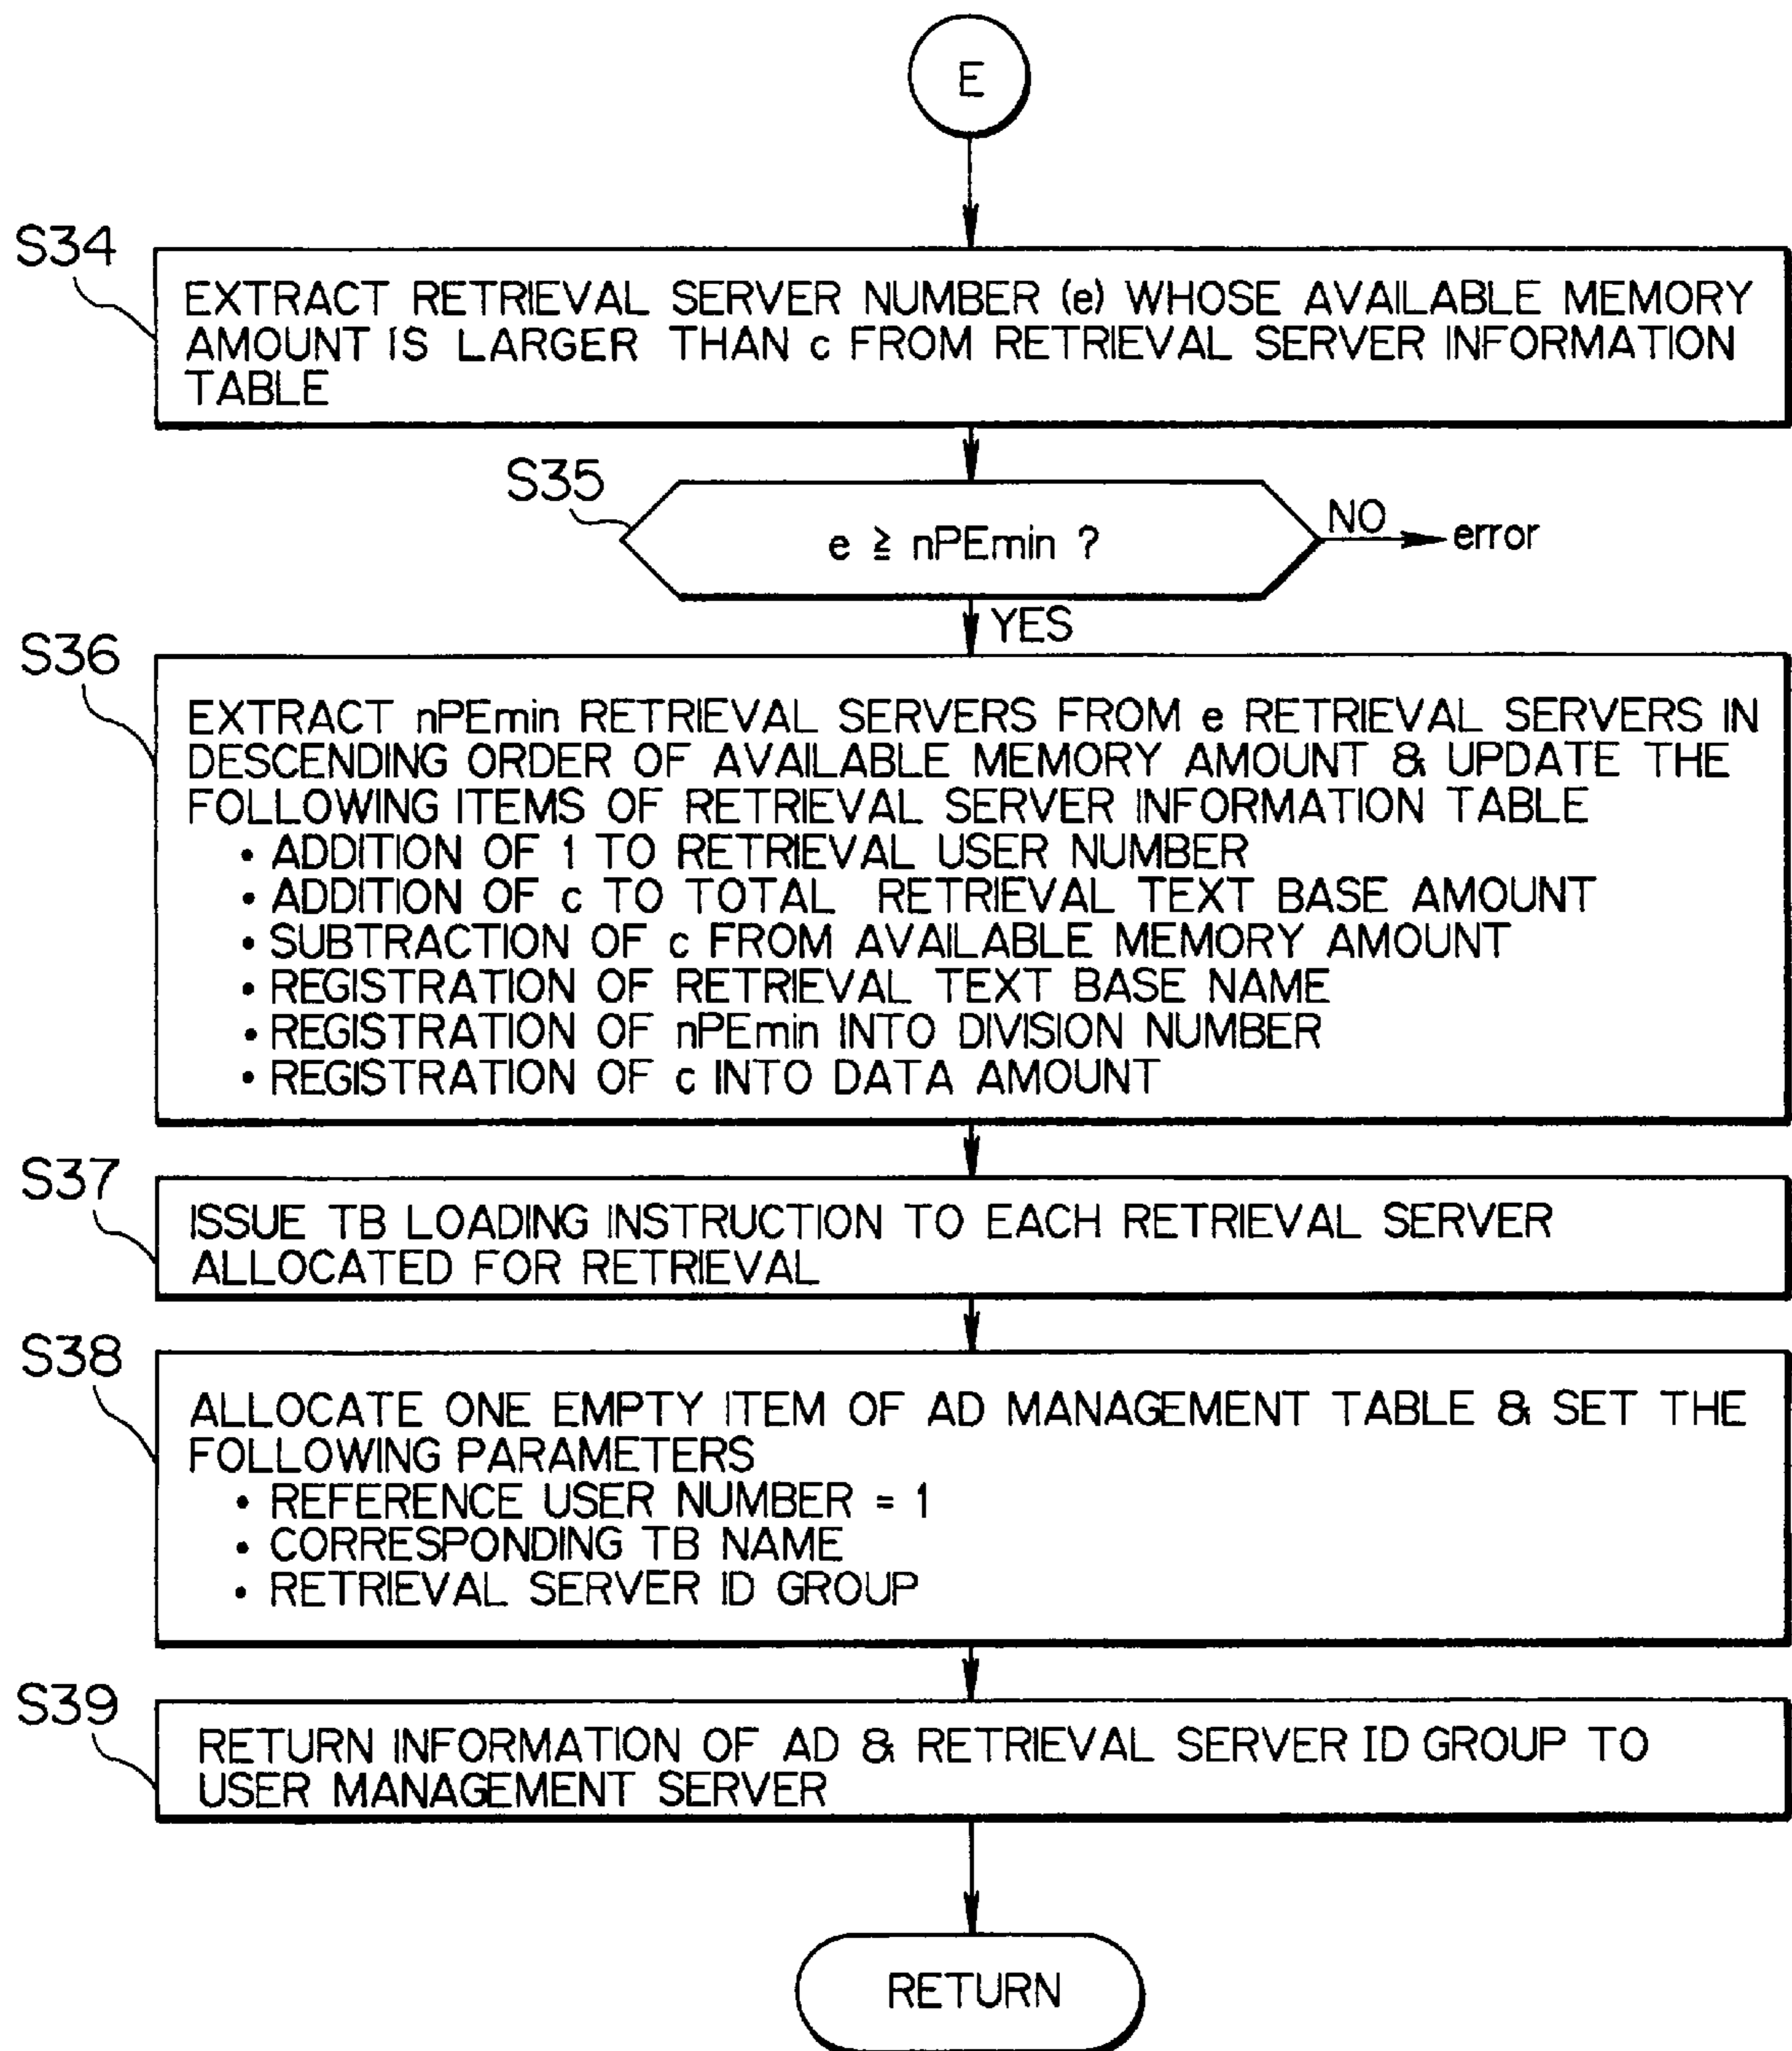 E
S34
EXTRACT RETRIEVAL SERVER NUMBER (e) WHOSE AVAILABLE MEMORY
AMOUNT IS LARGER THAN c FROM RETRIEVAL SERVER INFORMATION
TABLE
S35
e ≧ nPEmin ?
NO
error
YES
S36
EXTRACT nPEmin RETRIEVAL SERVERS FROM e RETRIEVAL SERVERS IN
DESCENDING ORDER OF AVAILABLE MEMORY AMOUNT & UPDATE THE
FOLLOWING ITEMS OF RETRIEVAL SERVER INFORMATION TABLE
• ADDITION OF 1 TO RETRIEVAL USER NUMBER
• ADDITION OF c TO TOTAL RETRIEVAL TEXT BASE AMOUNT
• SUBTRACTION OF c FROM AVAILABLE MEMORY AMOUNT
• REGISTRATION OF RETRIEVAL TEXT BASE NAME
• REGISTRATION OF nPEmin INTO DIVISION NUMBER
• REGISTRATION OF c INTO DATA AMOUNT
S37
ISSUE TB LOADING INSTRUCTION TO EACH RETRIEVAL SERVER
ALLOCATED FOR RETRIEVAL
S38
ALLOCATE ONE EMPTY ITEM OF AD MANAGEMENT TABLE & SET THE
FOLLOWING PARAMETERS
• REFERENCE USER NUMBER = 1
• CORRESPONDING TB NAME
• RETRIEVAL SERVER ID GROUP
S39
RETURN INFORMATION OF AD & RETRIEVAL SERVER ID GROUP TO
USER MANAGEMENT SERVER
RETURN